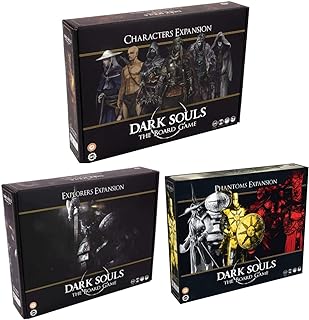 CHARACTERS EXPANSION
DARK SOULS
THE BOARD GAME
EXPLORERS EXPANSION
DARK SOULS
THE BOARD GAME
PHANTOMS EXPANSION
DARK SOULS
THE BOARD GAME